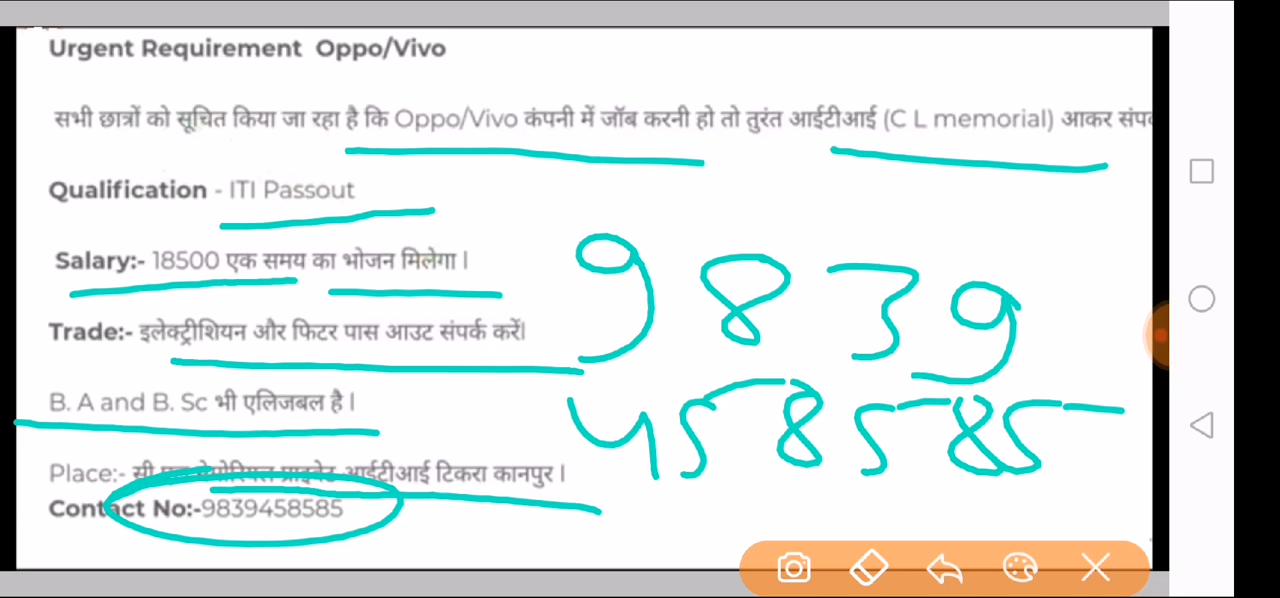 Urgent Requirement Oppo/Vivo
सभी छात्रों को सूचित किया जा रहा है कि Oppo/Vivo कंपनी में जॉब करनी हो तो तुरंत आईटीआई (C L memorial) आकर
Qualification - ITI Passout
Salary:- 18500 एक समय का भोजन मिलेगा।
9839
Trade:- इलेक्ट्रीशियन और फिटर पास आउट संपर्क करें।
B. A and B. Sc भी एलिजबल है।
458585
Place:- सी आईटीआई टिकरा कानपुर।
Contact No:-9839458585